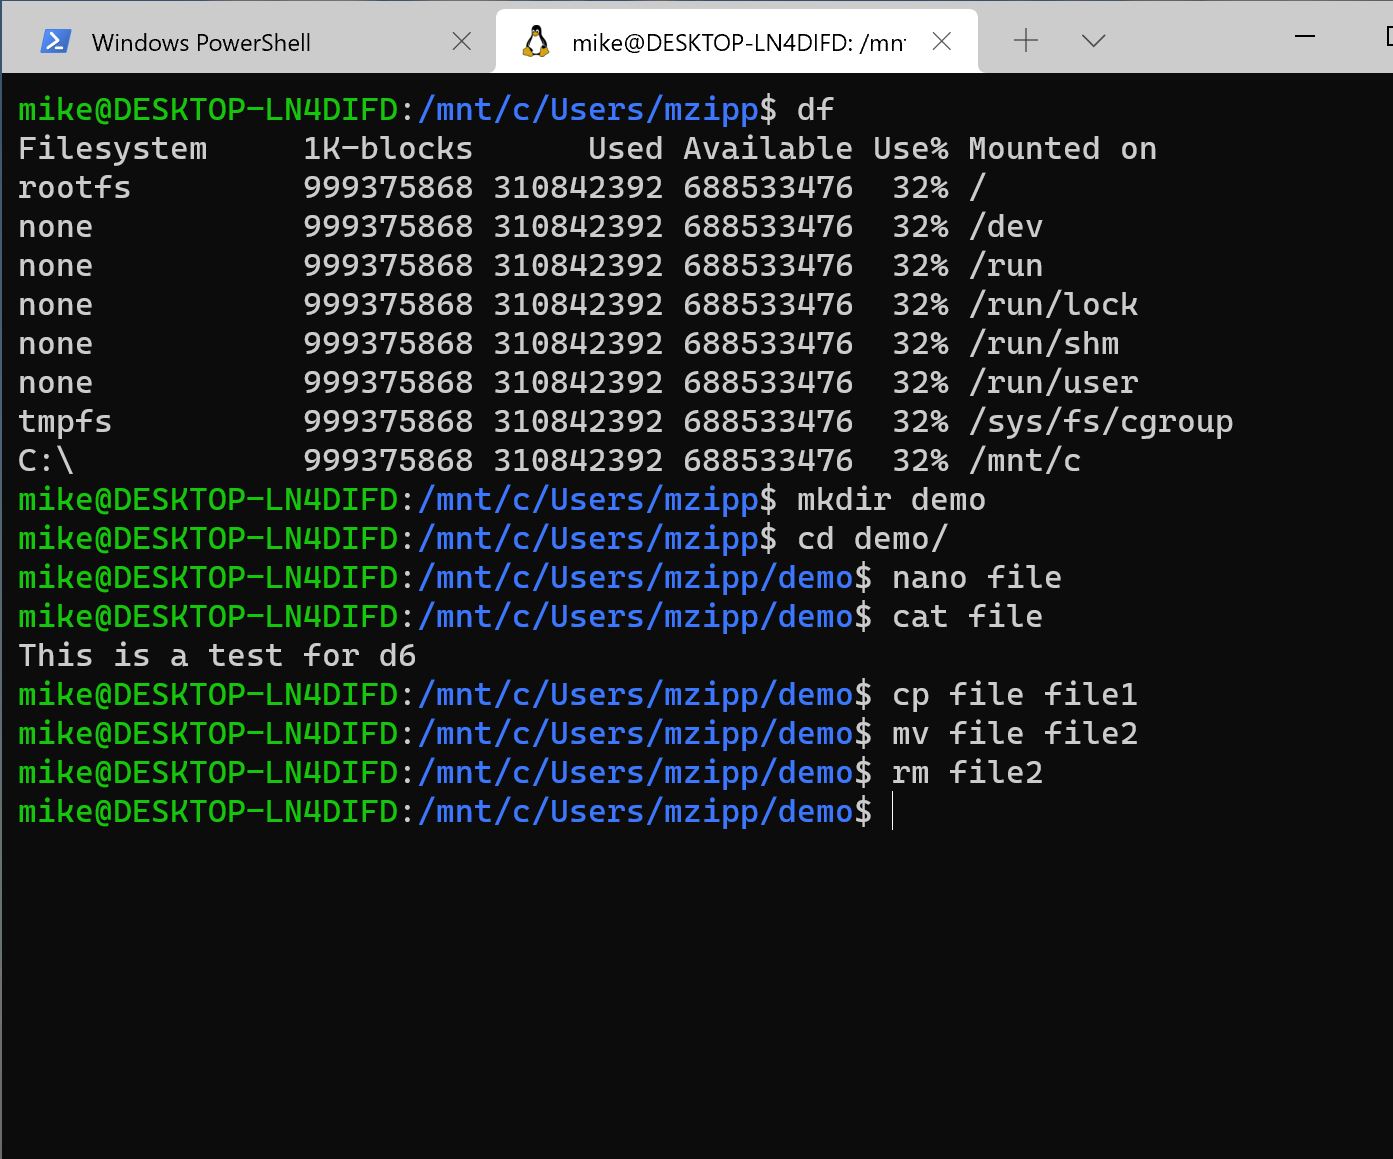 Windows PowerShell
mike@DESKTOP-LN4DIFD: /mn
mike@DESKTOP-LN4DIFD:/mnt/c/Users/mzipp$ df
Filesystem     1K-blocks      Used Available Use% Mounted on
rootfs         999375868 310842392 688533476  32% /
none           999375868 310842392 688533476  32% /dev
none           999375868 310842392 688533476  32% /run
none           999375868 310842392 688533476  32% /run/lock
none           999375868 310842392 688533476  32% /run/shm
none           999375868 310842392 688533476  32% /run/user
tmpfs          999375868 310842392 688533476  32% /sys/fs/cgroup
C:\            999375868 310842392 688533476  32% /mnt/c
mike@DESKTOP-LN4DIFD:/mnt/c/Users/mzipp$ mkdir demo
mike@DESKTOP-LN4DIFD:/mnt/c/Users/mzipp$ cd demo/
mike@DESKTOP-LN4DIFD:/mnt/c/Users/mzipp/demo$ nano file
mike@DESKTOP-LN4DIFD:/mnt/c/Users/mzipp/demo$ cat file
This is a test for d6
mike@DESKTOP-LN4DIFD:/mnt/c/Users/mzipp/demo$ cp file file1
mike@DESKTOP-LN4DIFD:/mnt/c/Users/mzipp/demo$ mv file file2
mike@DESKTOP-LN4DIFD:/mnt/c/Users/mzipp/demo$ rm file2
mike@DESKTOP-LN4DIFD:/mnt/c/Users/mzipp/demo$